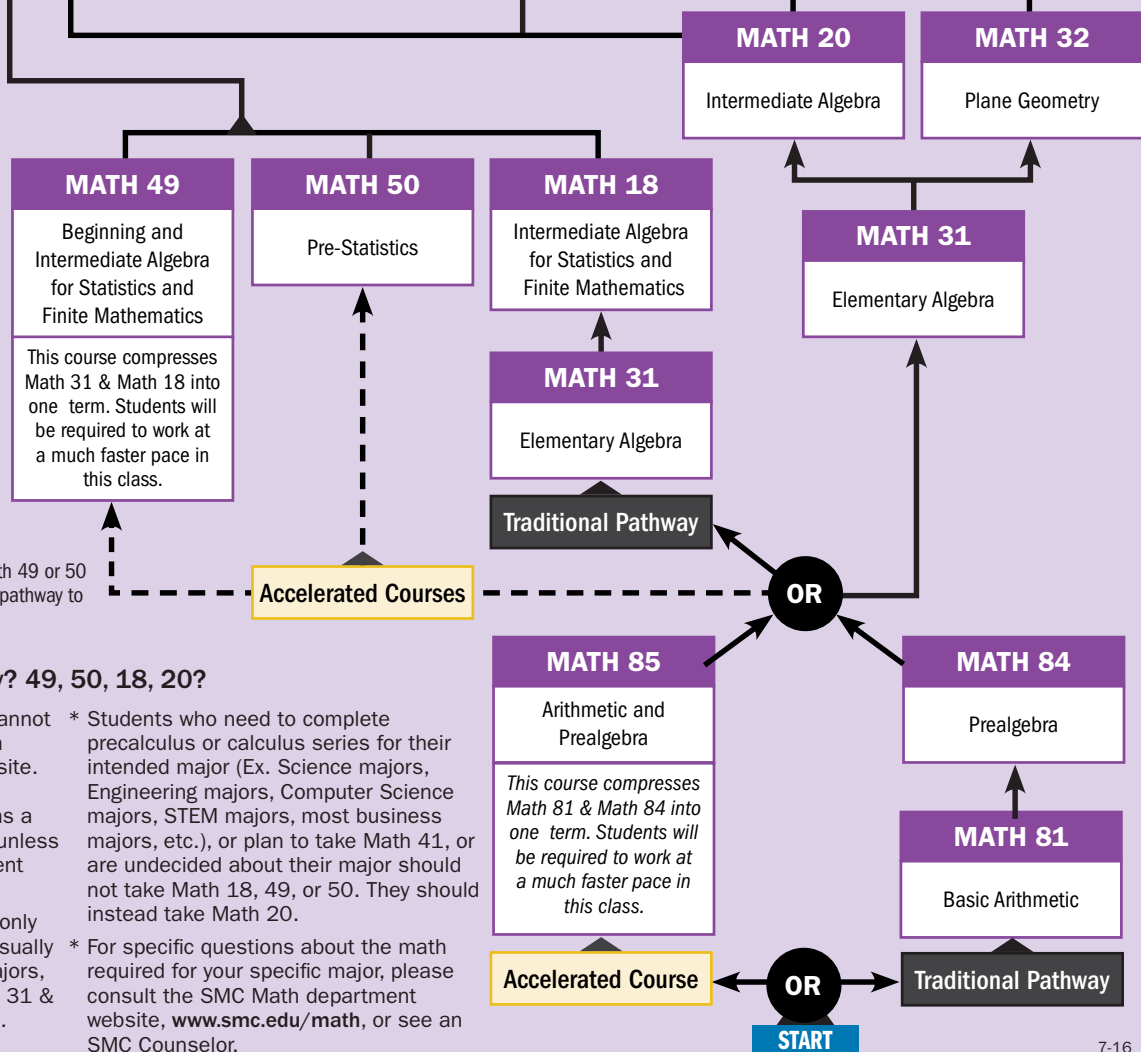 MATH 20
Intermediate Algebra
MATH 32
Plane Geometry
MATH 49
Beginning and
Intermediate Algebra
for Statistics and
Finite Mathematics
This course compresses
Math 31 & Math 18 into
one term. Students will
be required to work at
a much faster pace in
this class.
MATH 50
Pre-Statistics
MATH 18
Intermediate Algebra
for Statistics and
Finite Mathematics
MATH 31
Elementary Algebra
MATH 31
Elementary Algebra
Traditional Pathway
49 or 50
pathway to
Accelerated Courses
OR
? 49, 50, 18, 20?
unless
only
31 &
* Students who need to complete
precalculus or calculus series for their
intended major (Ex. Science majors,
Engineering majors, Computer Science
majors, STEM majors, most business
majors, etc.), or plan to take Math 41, or
are undecided about their major should
not take Math 18, 49, or 50. They should
instead take Math 20.
* For specific questions about the math
required for your specific major, please
consult the SMC Math department
website, www.smc.edu/math, or see an
SMC Counselor.
MATH 85
Arithmetic and
Prealgebra
This course compresses
Math 81 & Math 84 into
one term. Students will
be required to work at
a much faster pace in
this class.
Accelerated Course
MATH 84
Prealgebra
MATH 81
Basic Arithmetic
Traditional Pathway
OR
START
7-16